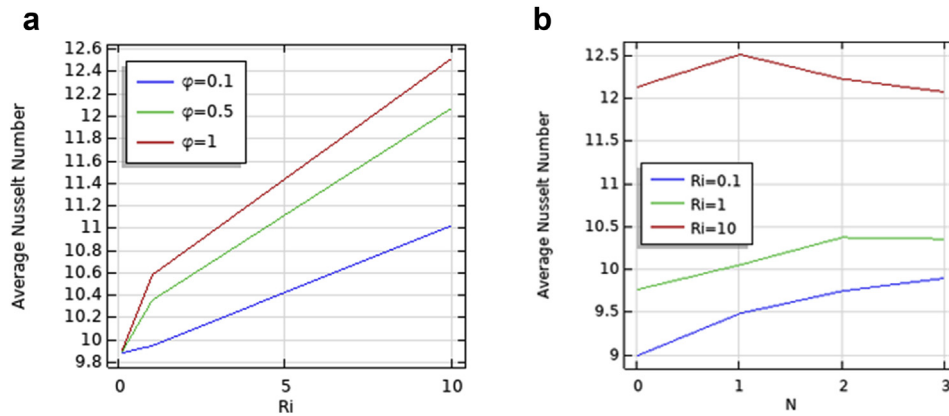 a
12.6
12.4
12.2
12
11.8
11.6
11.4
11.2
11
10.8
10.6
10.4
10.2
10
9.8
Average Nusselt Number
φ=0.1
φ=0.5
φ=1
0 5 10
Ri
b
12.5
12
11.5
11
10.5
10
9.5
9
Average Nusselt Number
Ri=0.1
Ri=1
Ri=10
0 1 2 3
N